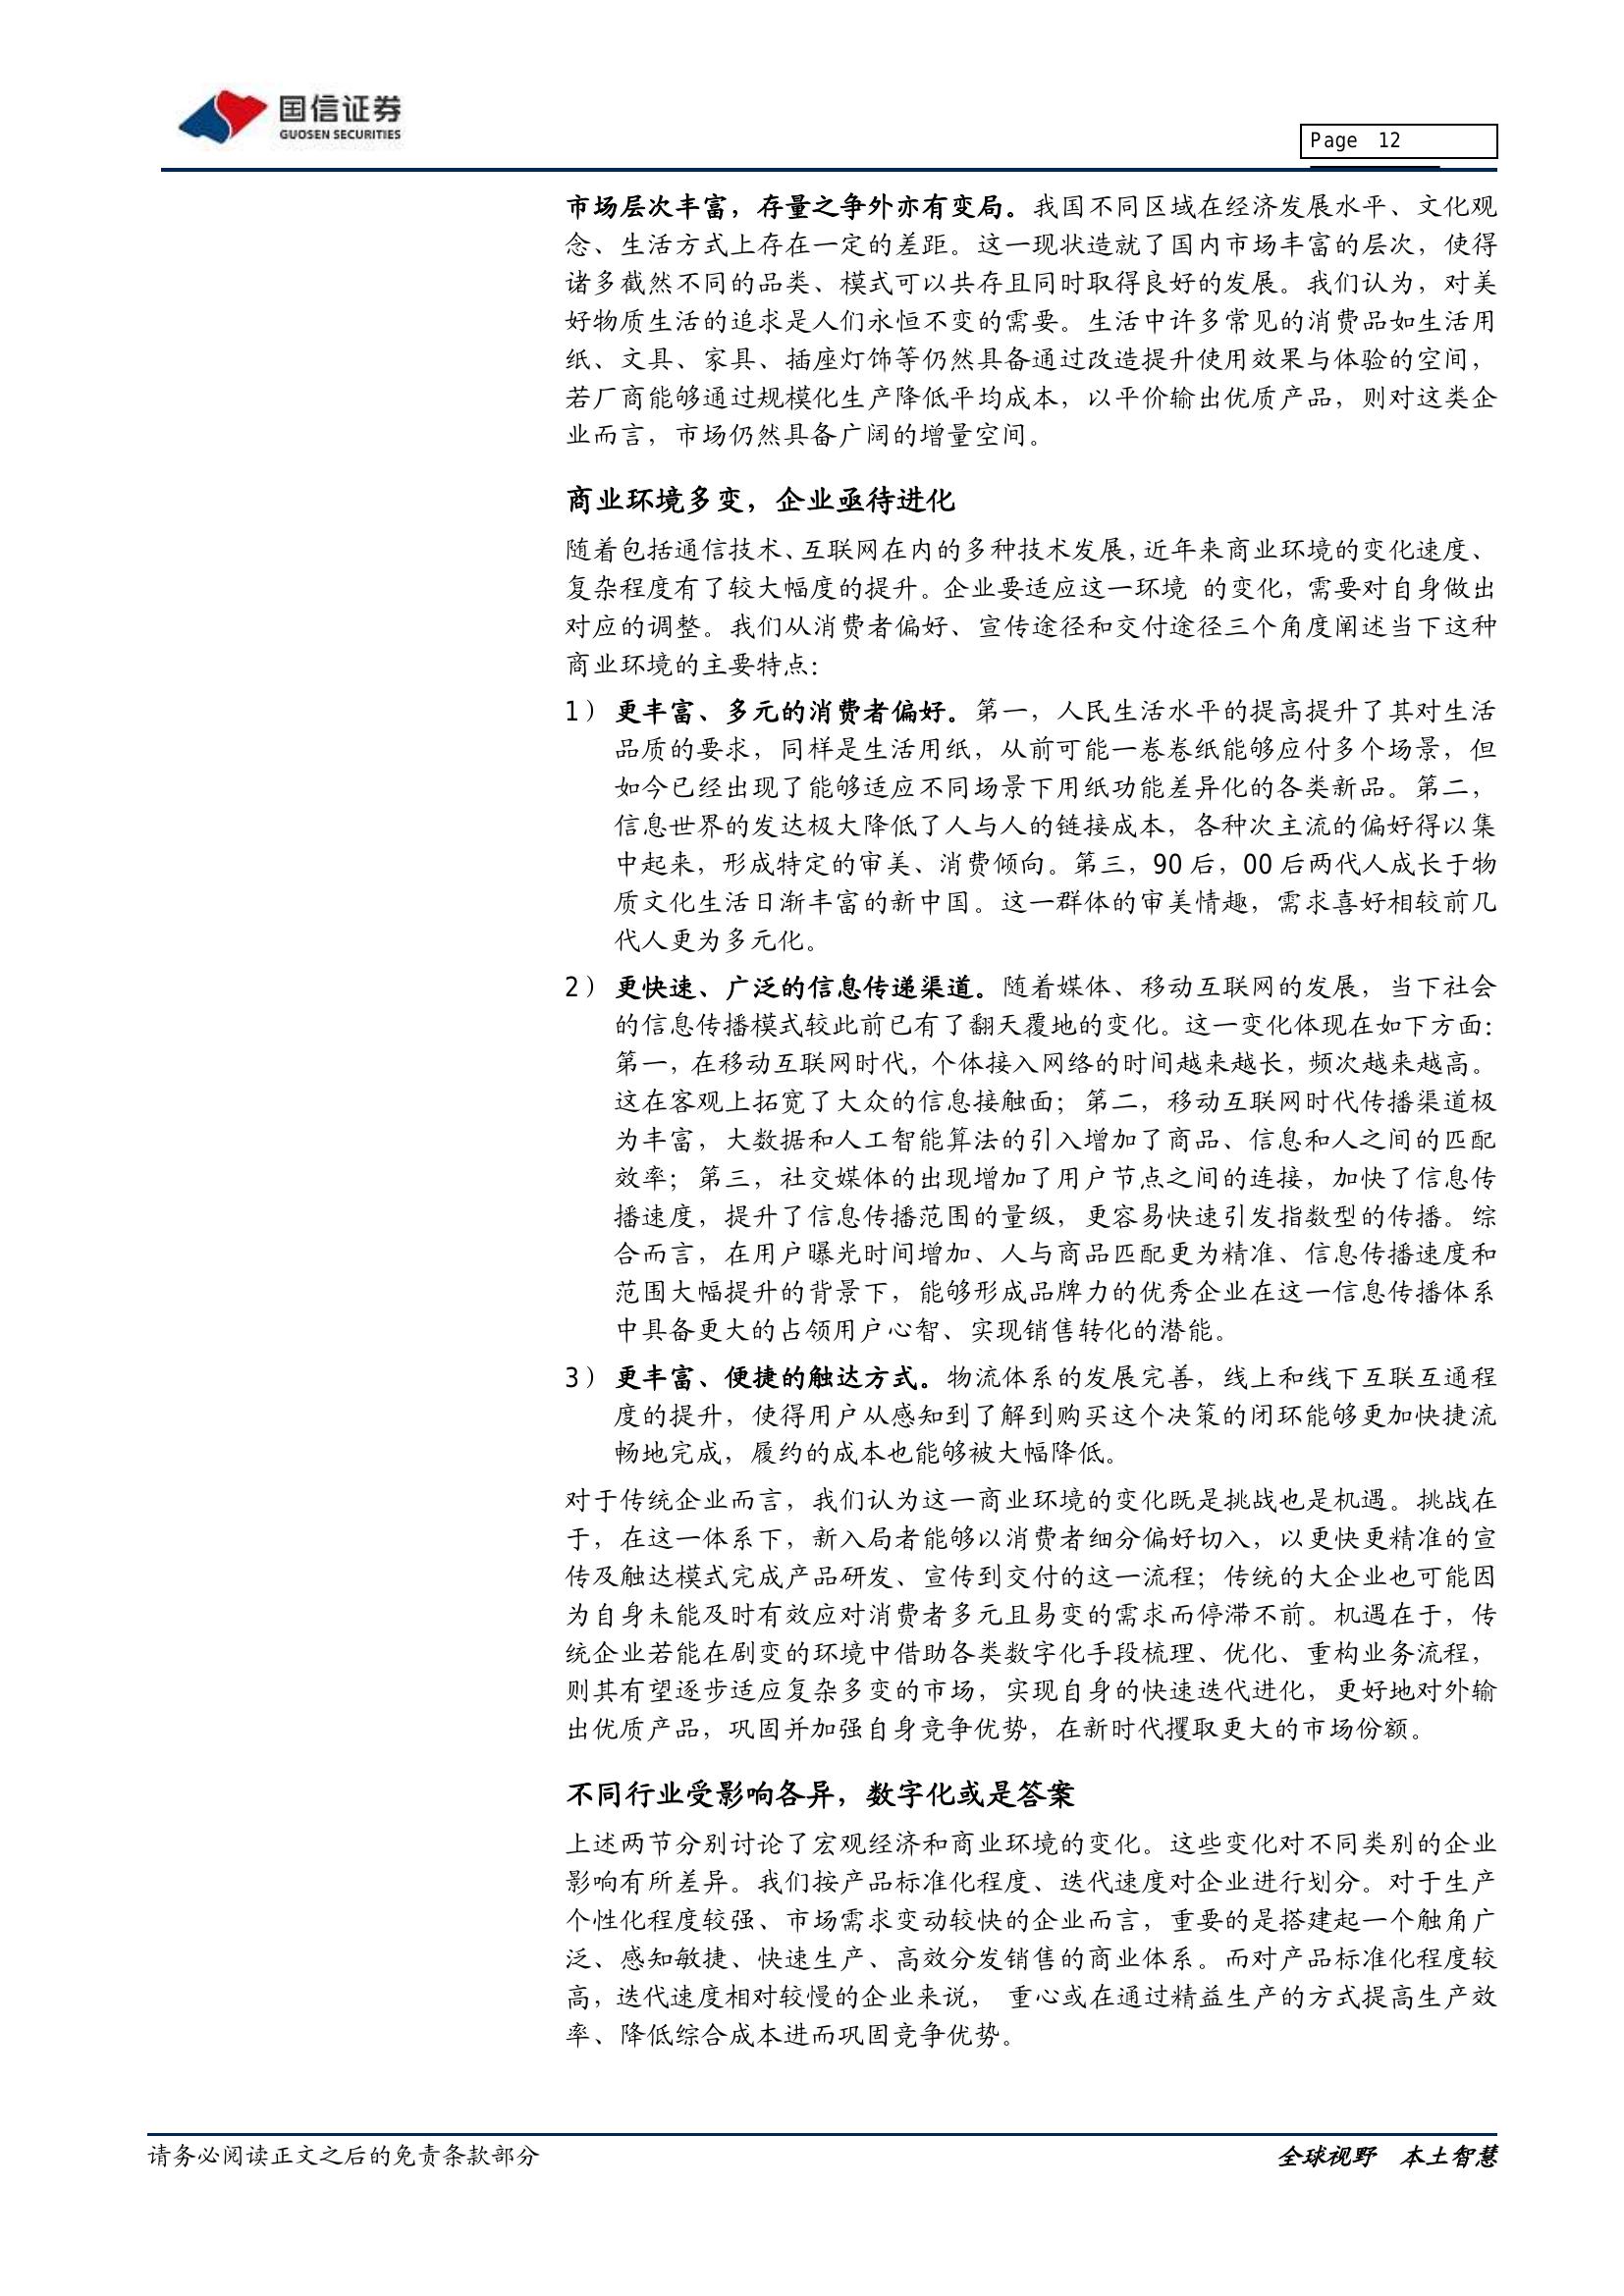 国信证券
GUOSEN SECURITIES
Page 12
市场层次丰富，存量之争外亦有变局。我国不同区域在经济发展水平、文化观
念、生活方式上存在一定的差距。这一现状造就了国内市场丰富的层次，使得
诸多截然不同的品类、模式可以共存且同时取得良好的发展。我们认为，对美
好物质生活的追求是人们永恒不变的需要。生活中许多常见的消费品如生活用
纸、文具、家具、插座灯饰等仍然具备通过改造提升使用效果与体验的空间，
若厂商能够通过规模化生产降低平均成本，以平价输出优质产品，则对这类企
业而言，市场仍然具备广阔的增量空间。
商业环境多变，企业亟待进化
随着包括通信技术、互联网在内的多种技术发展，近年来商业环境的变化速度、
复杂程度有了较大幅度的提升。企业要适应这一环境 的变化，需要对自身做出
对应的调整。我们从消费者偏好、宣传途径和交付途径三个角度阐述当下这种
商业环境的主要特点：
1） 更丰富、多元的消费者偏好。第一，人民生活水平的提高提升了其对生活
品质的要求，同样是生活用纸，从前可能一卷卷纸能够应付多个场景，但
如今已经出现了能够适应不同场景下用纸功能差异化的各类新品。第二，
信息世界的发达极大降低了人与人的链接成本，各种次主流的偏好得以集
中起来，形成特定的审美、消费倾向。第三，90 后，00 后两代人成长于物
质文化生活日渐丰富的新中国。这一群体的审美情趣，需求喜好相较前几
代人更为多元化。
2） 更快速、广泛的信息传递渠道。随着媒体、移动互联网的发展，当下社会
的信息传播模式较此前已有了翻天覆地的变化。这一变化体现在如下方面：
第一，在移动互联网时代，个体接入网络的时间越来越长，频次越来越高。
这在客观上拓宽了大众的信息接触面；第二，移动互联网时代传播渠道极
为丰富，大数据和人工智能算法的引入增加了商品、信息和人之间的匹配
效率；第三，社交媒体的出现增加了用户节点之间的连接，加快了信息传
播速度，提升了信息传播范围的量级，更容易快速引发指数型的传播。综
合而言，在用户曝光时间增加、人与商品匹配更为精准、信息传播速度和
范围大幅提升的背景下，能够形成品牌力的优秀企业在这一信息传播体系
中具备更大的占领用户心智、实现销售转化的潜能。
3） 更丰富、便捷的触达方式。物流体系的发展完善，线上和线下互联互通程
度的提升，使得用户从感知到了解到购买这个决策的闭环能够更加快捷流
畅地完成，履约的成本也能够被大幅降低。
对于传统企业而言，我们认为这一商业环境的变化既是挑战也是机遇。挑战在
于，在这一体系下，新入局者能够以消费者细分偏好切入，以更快更精准的宣
传及触达模式完成产品研发、宣传到交付的这一流程；传统的大企业也可能因
为自身未能及时有效应对消费者多元且易变的需求而停滞不前。机遇在于，传
统企业若能在剧变的环境中借助各类数字化手段梳理、优化、重构业务流程，
则其有望逐步适应复杂多变的市场，实现自身的快速迭代进化，更好地对外输
出优质产品，巩固并加强自身竞争优势，在新时代攫取更大的市场份额。
不同行业受影响各异，数字化或是答案
上述两节分别讨论了宏观经济和商业环境的变化。这些变化对不同类别的企业
影响有所差异。我们按产品标准化程度、迭代速度对企业进行划分。对于生产
个性化程度较强、市场需求变动较快的企业而言，重要的是搭建起一个触角广
泛、感知敏捷、快速生产、高效分发销售的商业体系。而对产品标准化程度较
高，迭代速度相对较慢的企业来说， 重心或在通过精益生产的方式提高生产效
率、降低综合成本进而巩固竞争优势。
请务必阅读正文之后的免责条款部分
全球视野 本土智慧